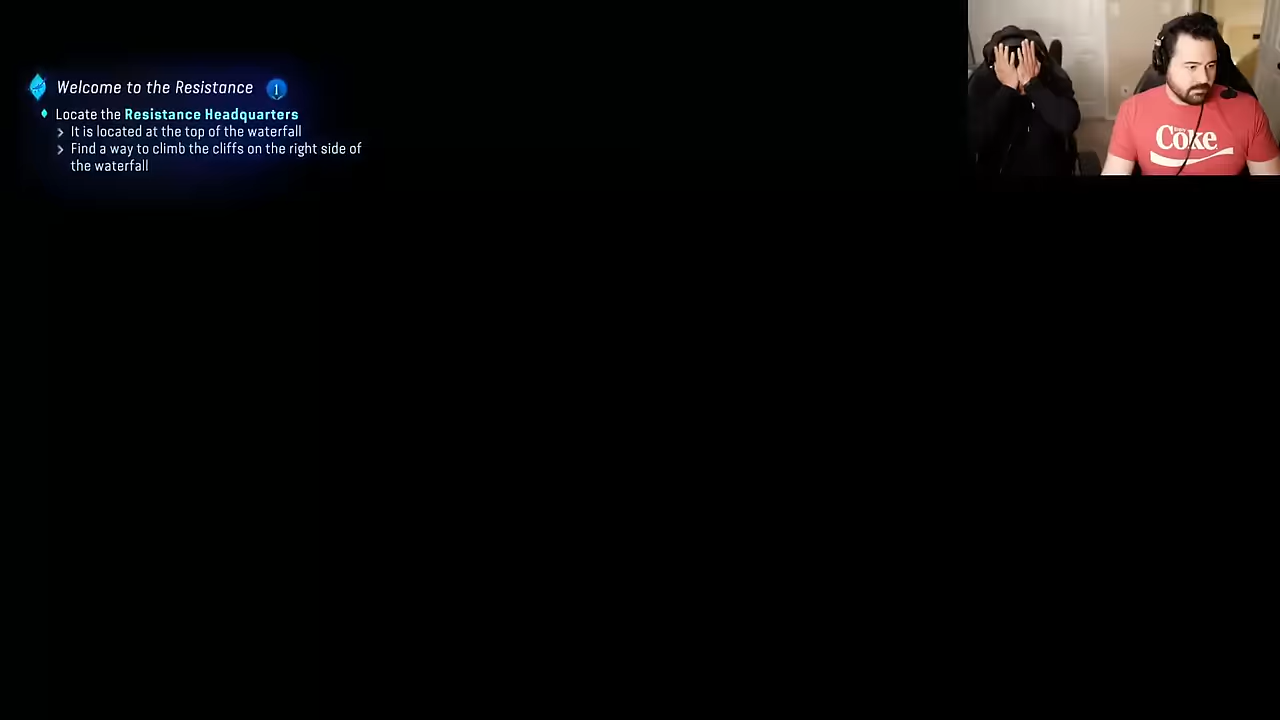 Welcome to the Resistance 1
Locate the Resistance Headquarters
It is located at the top of the waterfall
Find a way to climb the cliffs on the right side of
the waterfall
Coke